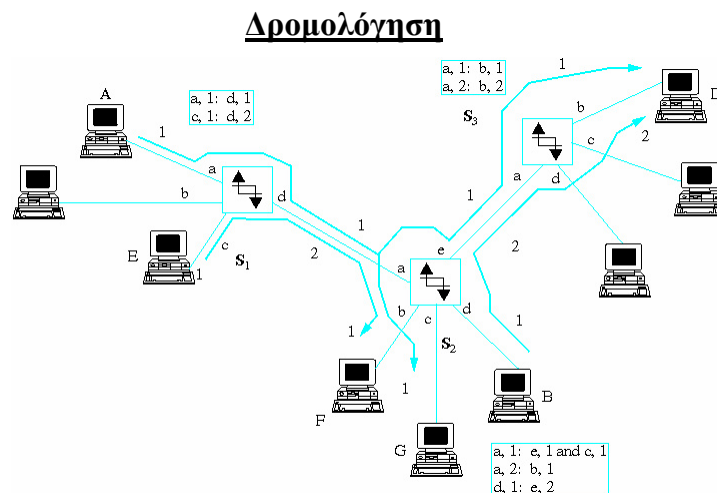 Δρομολόγηση
A
1
a, 1: d, 1
c, 1: d, 2
a, 1: b, 1
a, 2: b, 2
1
S3
b
D
2
c
a
d
a
b
d
1
1
E
c
1
S1
2
e
2
a
b
c
d
1
1
S2
1
F
B
G
a, 1: e, 1 and c, 1
a, 2: b, 1
d, 1: e, 2